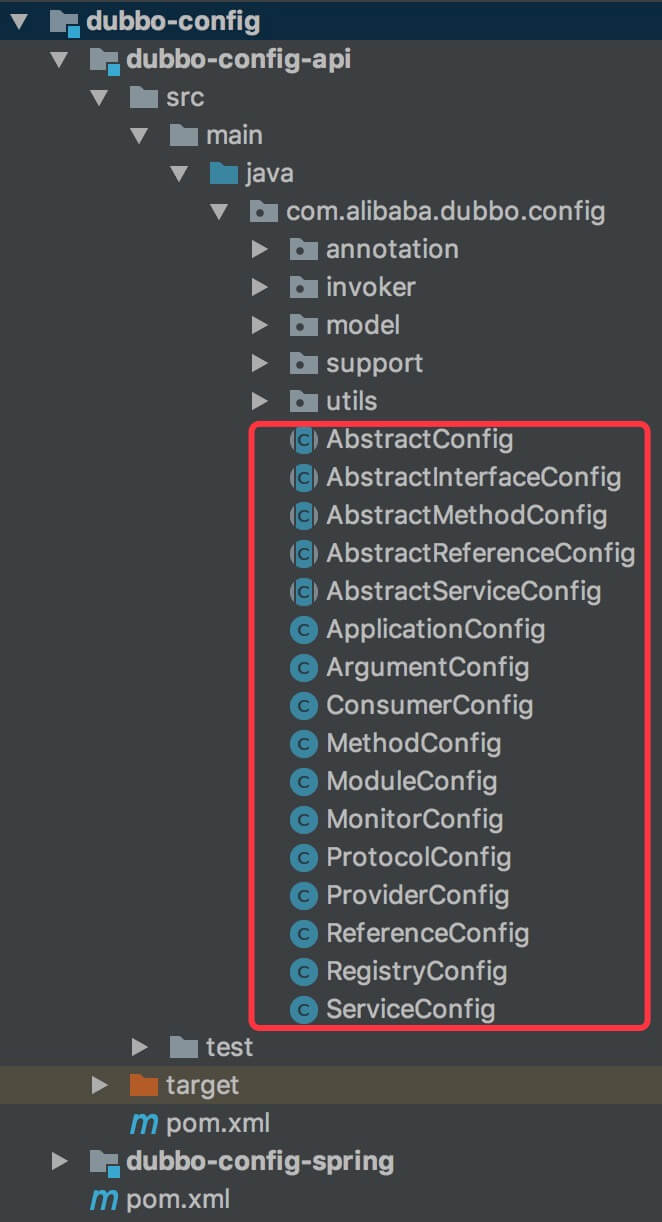 dubbo-config
dubbo-config-api
src
main
java
com.alibaba.dubbo.config
annotation
invoker
model
support
utils
C AbstractConfig
C AbstractInterfaceConfig
C AbstractMethodConfig
C AbstractReferenceConfig
C AbstractServiceConfig
C ApplicationConfig
C ArgumentConfig
C ConsumerConfig
C MethodConfig
C ModuleConfig
C MonitorConfig
C ProtocolConfig
C ProviderConfig
C ReferenceConfig
C RegistryConfig
C ServiceConfig
test
target
m pom.xml
dubbo-config-spring
m pom.xml